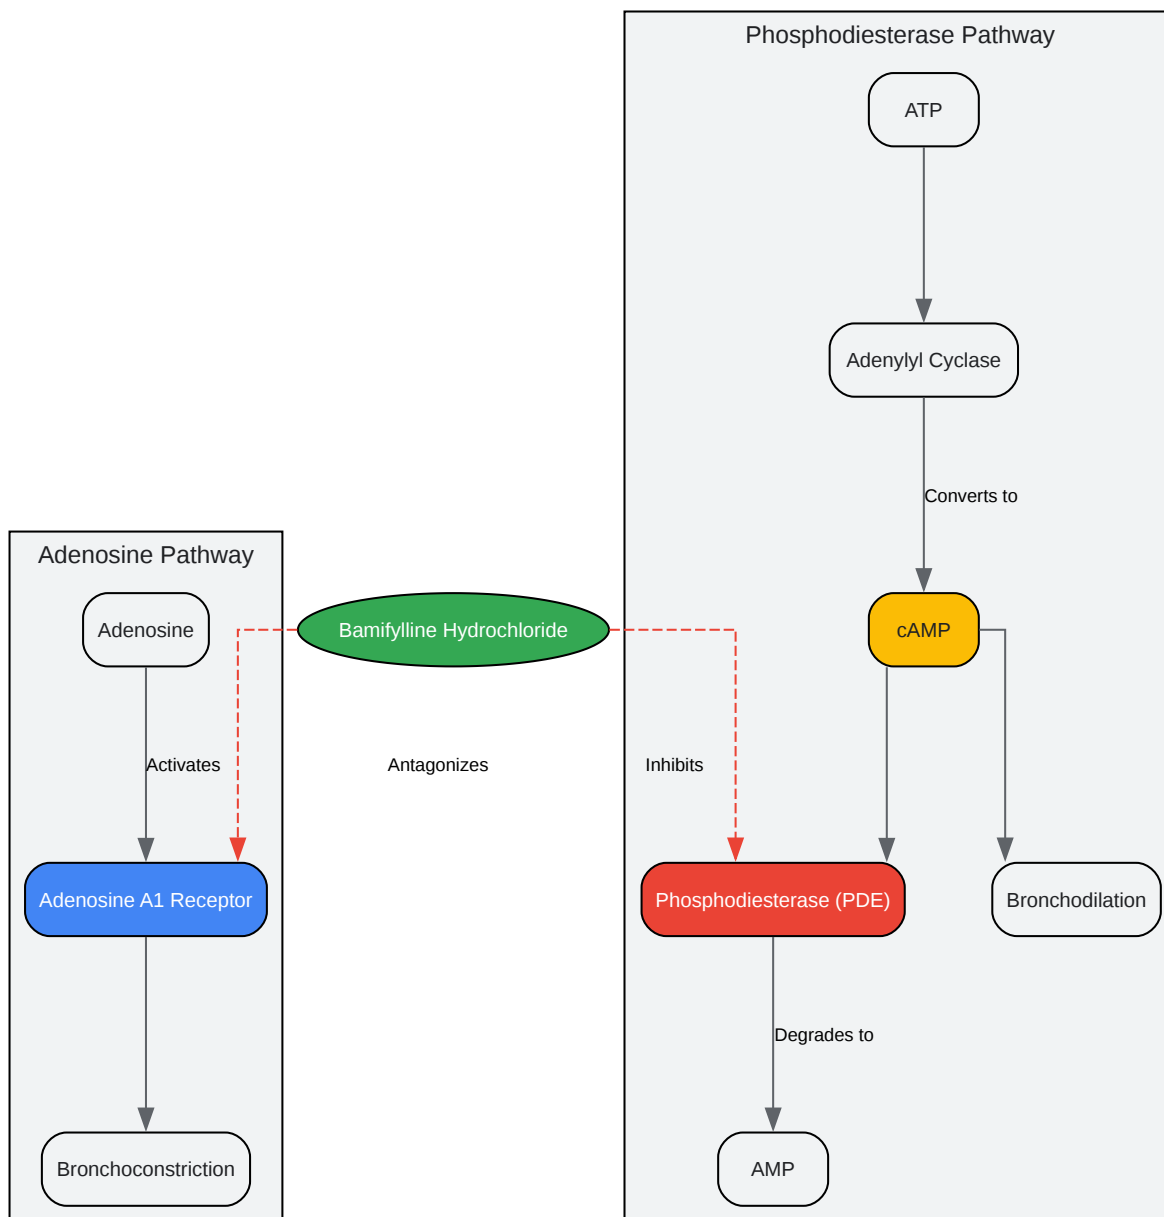 Phosphodiesterase Pathway
ATP
Adenylyl Cyclase
Converts to
Adenosine Pathway
Adenosine
Bamifylline Hydrochloride
cAMP
Activates
Antagonizes
Inhibits
Adenosine A1 Receptor
Phosphodiesterase (PDE)
Bronchodilation
Degrades to
Bronchoconstriction
AMP